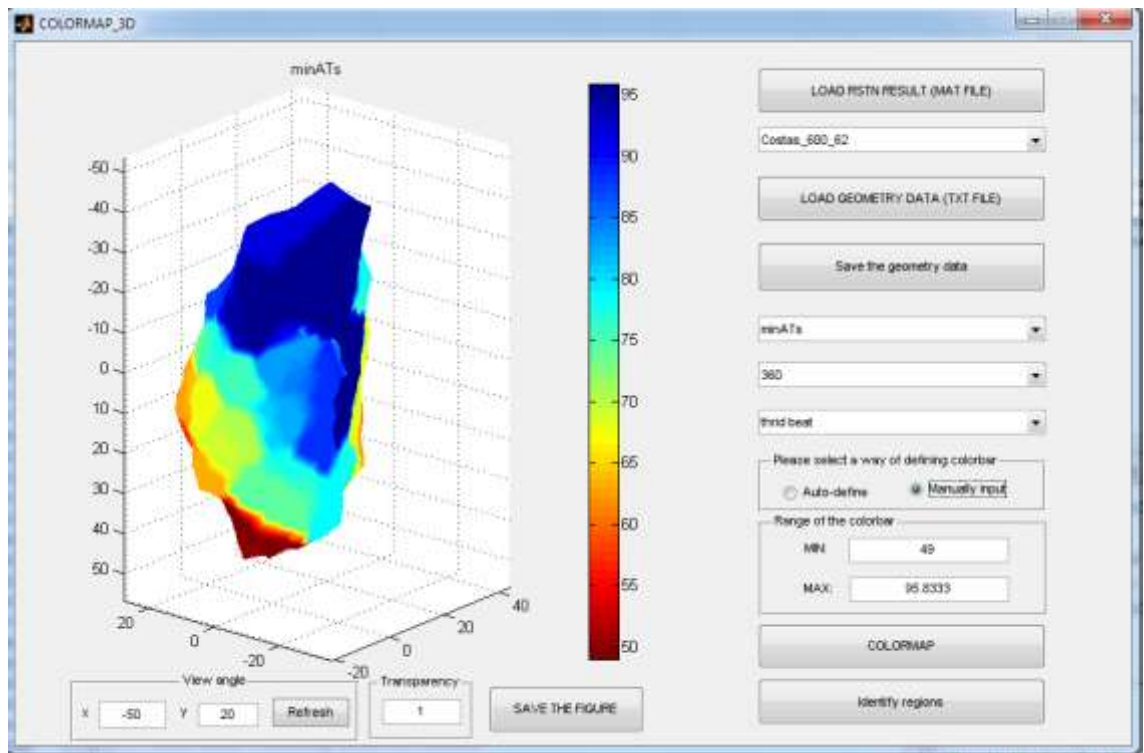 COLORMAP_3D
minATs
-50
-40
-30
-20
-10
0
10
20
30
40
50
20
0
-20
-20
0
20
40
95
90
85
80
75
70
65
60
55
50
View angle
X -50 Y 20 Refresh
Transparency
1
SAVE THE FIGURE
LOAD RSTN RESULT (MAT FILE)
Costas_680_62
LOAD GEOMETRY DATA (TXT FILE)
Save the geometry data
minATs
360
thrid beat
Please select a way of defining colorbar
Auto-define Manually input
Range of the colorbar
MIN: 49
MAX: 95.8333
COLORMAP
Identify regions